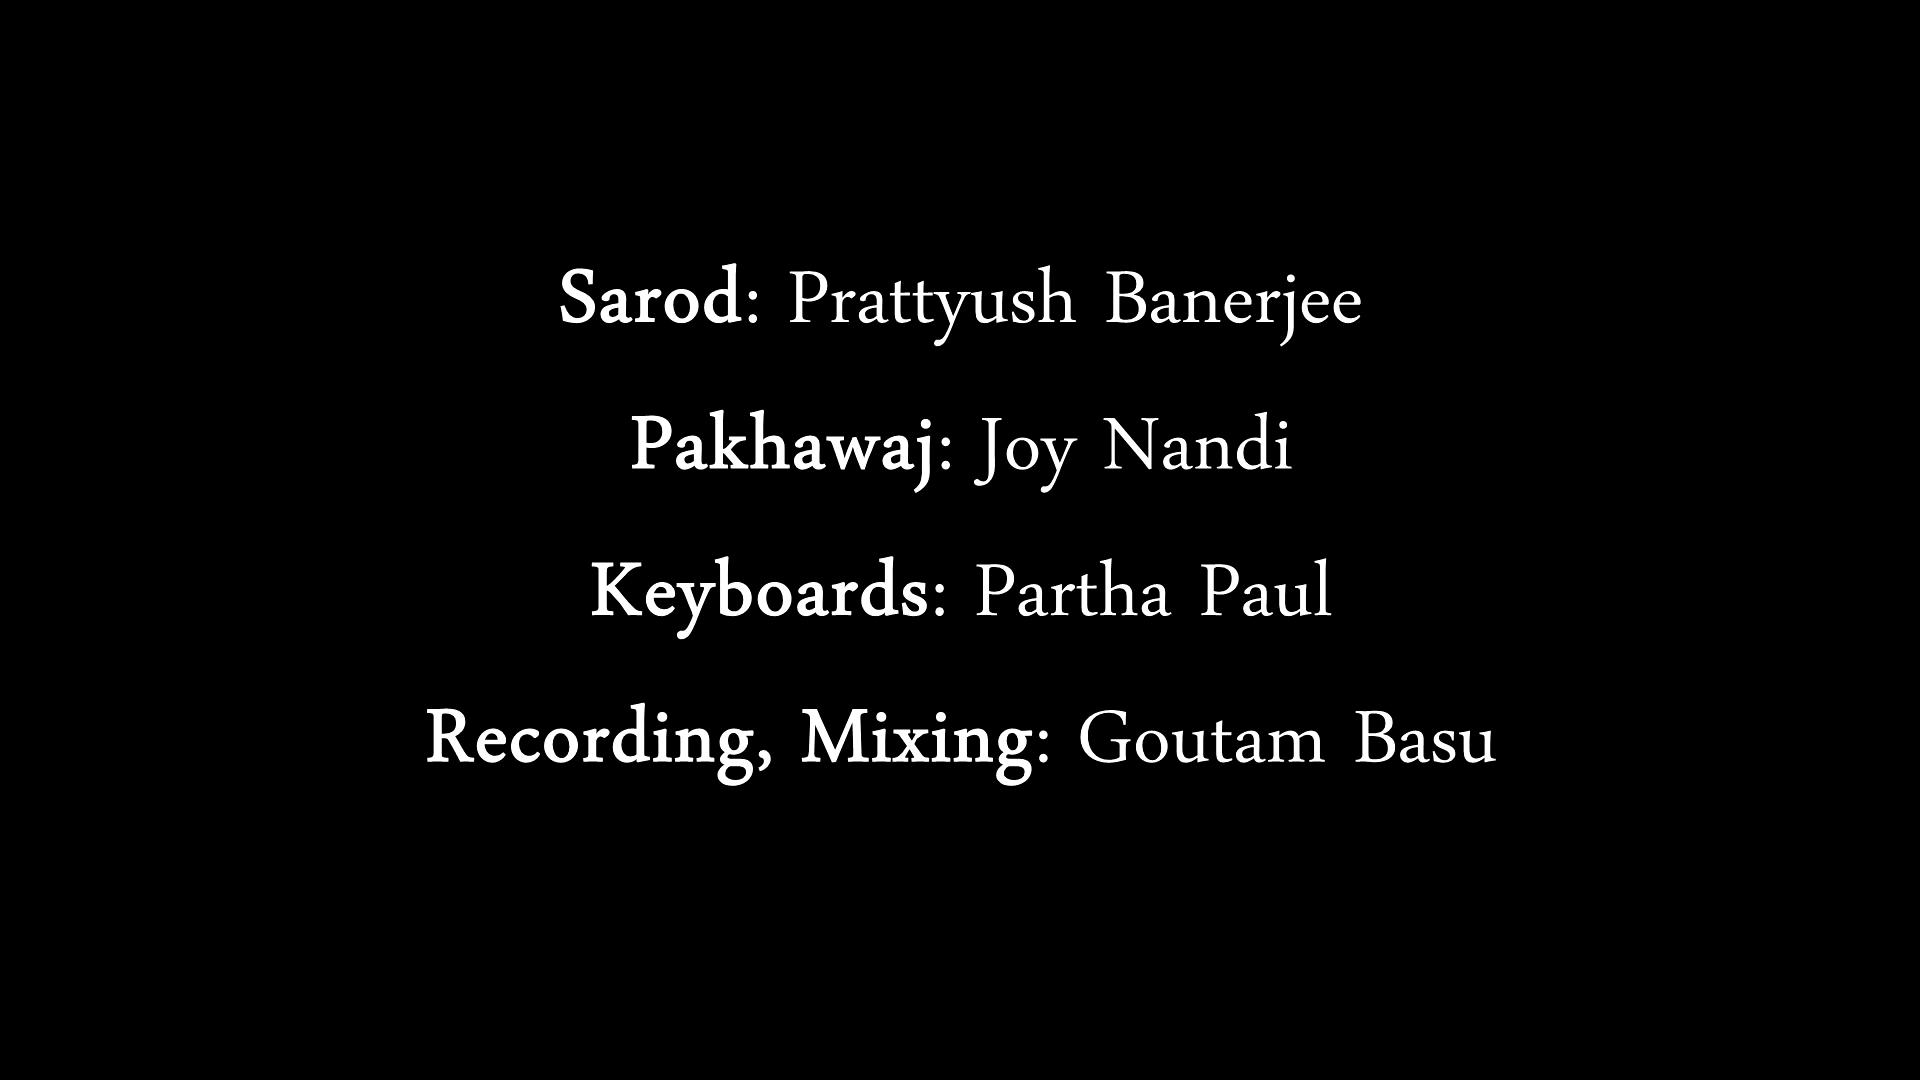 Sarod: Prattyush Banerjee
Pakhawaj: Joy Nandi
Keyboards: Partha Paul
Recording, Mixing: Goutam Basu